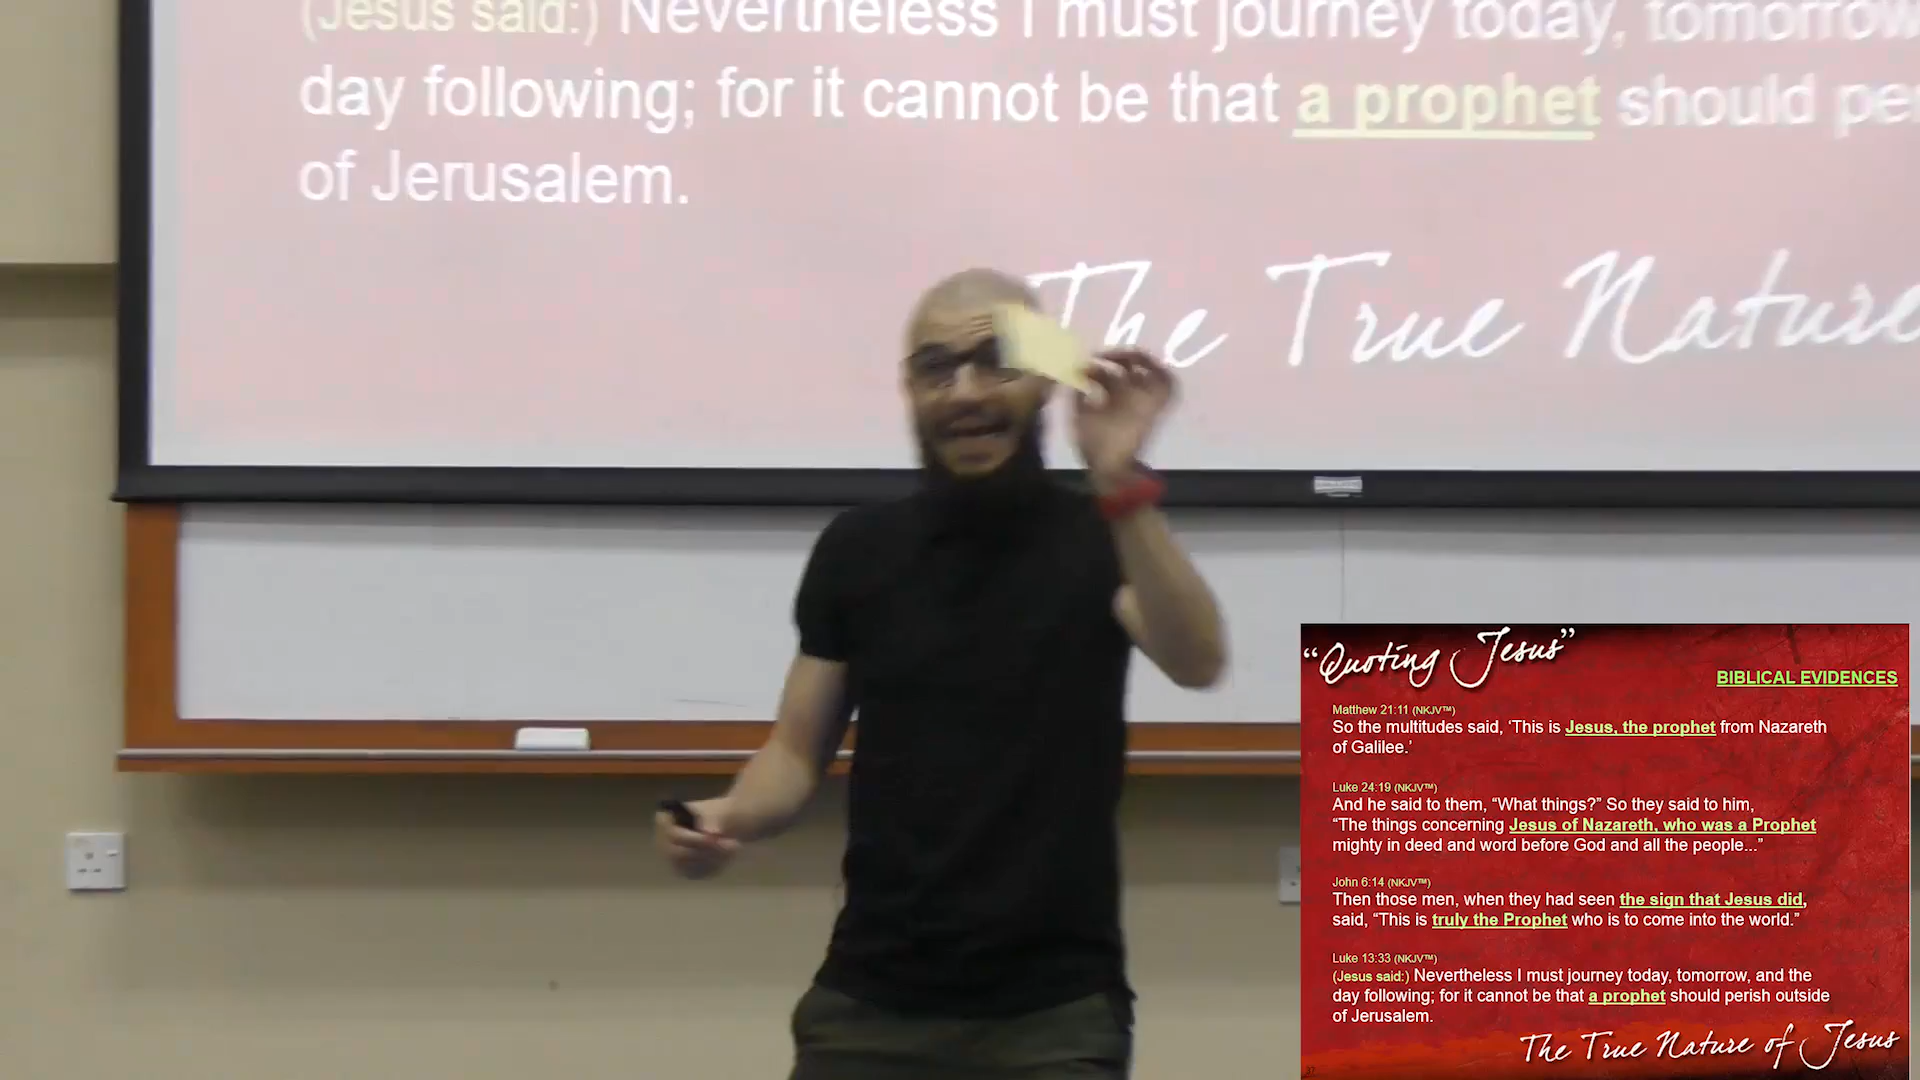 (Jesus said:) Nevertheless I must journey today, tomorrow
day following; for it cannot be that a prophet should per
of Jerusalem.
The True Nature
“Quoting Jesus”
BIBLICAL EVIDENCES
Matthew 21:11 (NKJV™)
So the multitudes said, ‘This is Jesus, the prophet from Nazareth
of Galilee.’
Luke 24:19 (NKJV™)
And he said to them, “What things?” So they said to him,
“The things concerning Jesus of Nazareth, who was a Prophet
mighty in deed and word before God and all the people...”
John 6:14 (NKJV™)
Then those men, when they had seen the sign that Jesus did,
said, “This is truly the Prophet who is to come into the world.”
Luke 13:33 (NKJV™)
(Jesus said:) Nevertheless I must journey today, tomorrow, and the
day following; for it cannot be that a prophet should perish outside
of Jerusalem.
The True Nature of Jesus